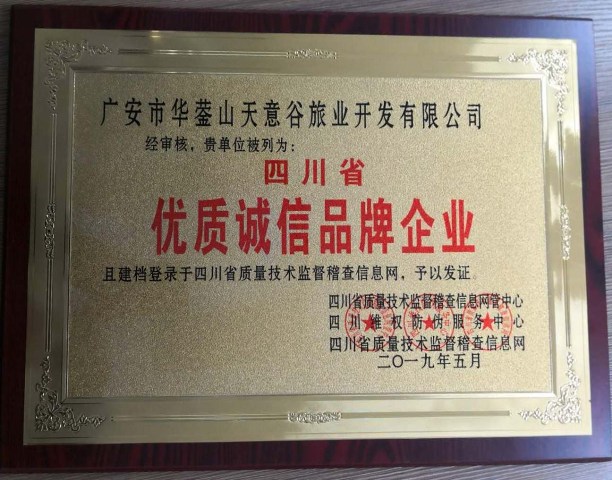 广安市华蓥山天意谷旅业开发有限公司
经审核，贵单位被列为：
四川省
优质诚信品牌企业
且建档登录于四川省质量技术监督稽查信息网，予以发证。
四川省质量技术监督稽查信息网管中心
四川维权防伪服务中心
四川省质量技术监督稽查信息网
二〇一九年五月